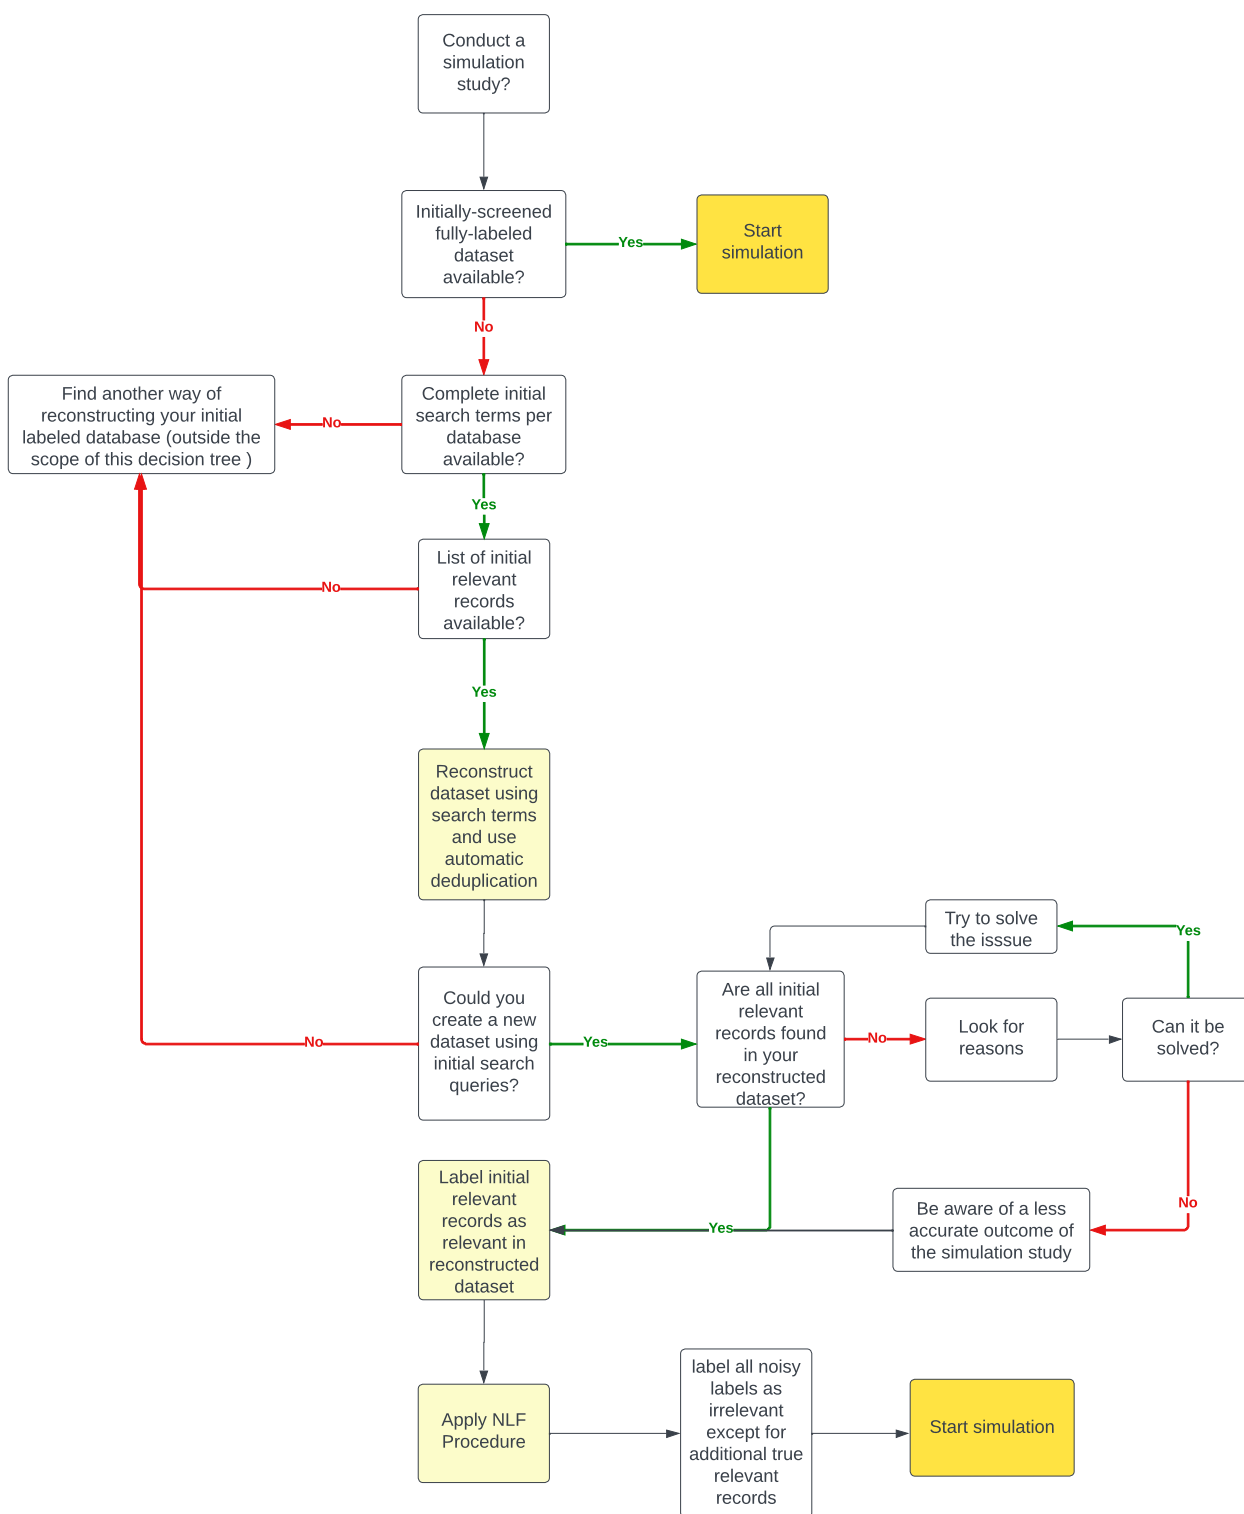 Conduct a
simulation
study?
Initially-screened
fully-labeled
dataset
available?
Yes
Start
simulation
No
Find another way of
reconstructing your initial
labeled database (outside the
scope of this decision tree )
No
Complete initial
search terms per
database
available?
Yes
List of initial
relevant
records
available?
No
Yes
Reconstruct
dataset using
search terms
and use
automatic
deduplication
Could you
create a new
dataset using
initial search
queries?
No
Yes
Are all initial
relevant
records found
in your
reconstructed
dataset?
Try to solve
the isssue
Yes
No
Look for
reasons
Can it be
solved?
No
Be aware of a less
accurate outcome of
the simulation study
Yes
Label initial
relevant
records as
relevant in
reconstructed
dataset
Apply NLF
Procedure
label all noisy
labels as
irrelevant
except for
additional true
relevant
records
Start simulation